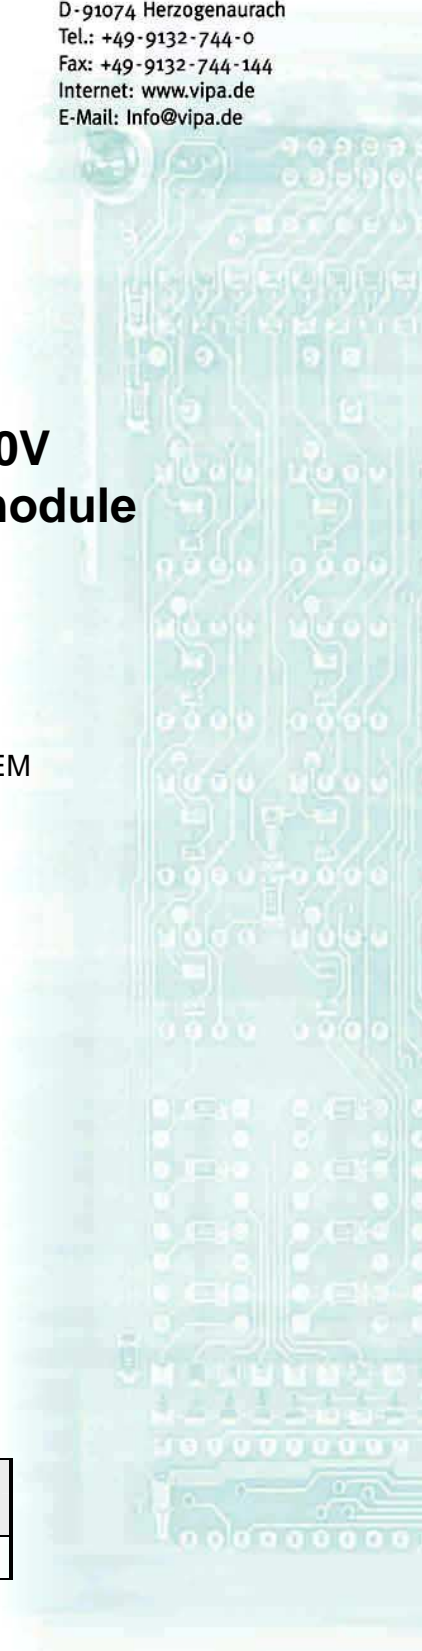 D-91074 Herzogenaurach
Tel.: +49-9132-744-0
Fax: +49-9132-744-144
Internet: www.vipa.de
E-Mail: Info@vipa.de
0V
odule
EM